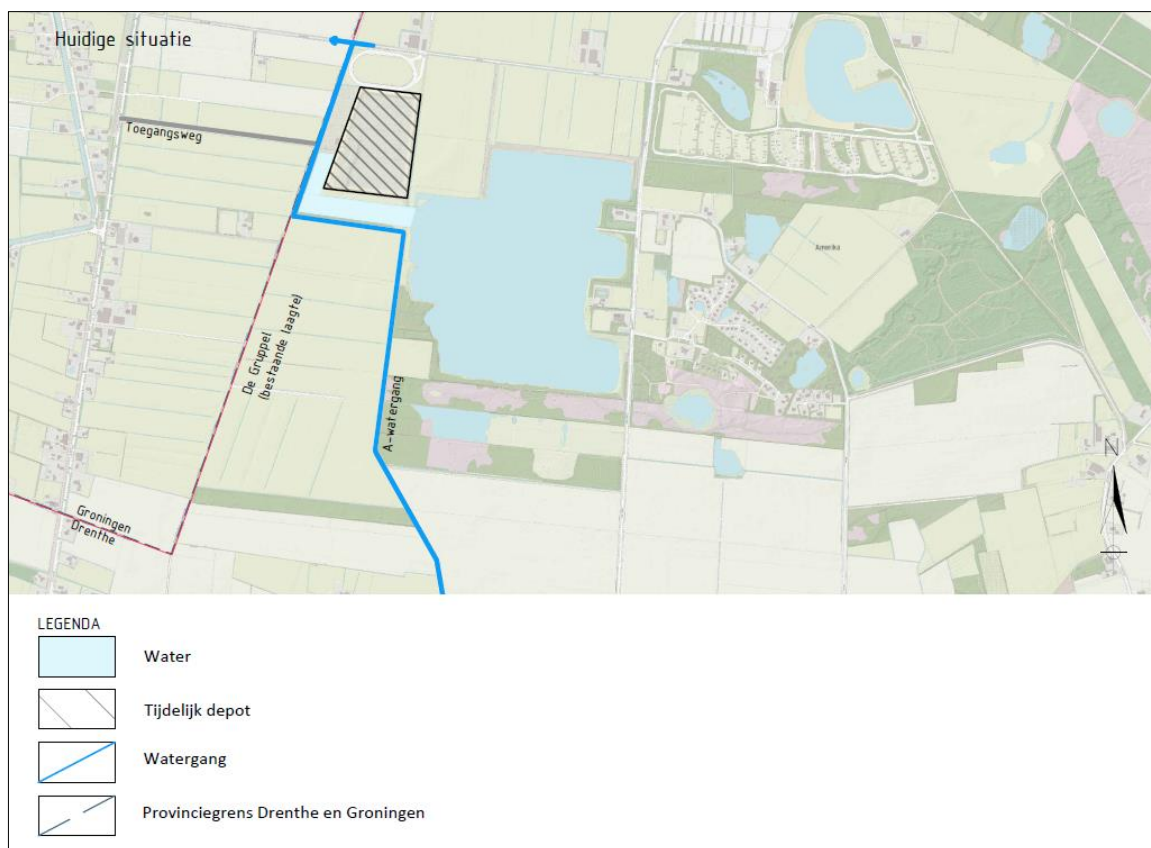 Huidige situatie
Toegangsweg
Amerika
De Gruppel
(bestaande laagte)
A-watergang
N
Groningen
Drenthe
LEGENDA
Water
Tijdelijk depot
Watergang
Provinciegrens Drenthe en Groningen